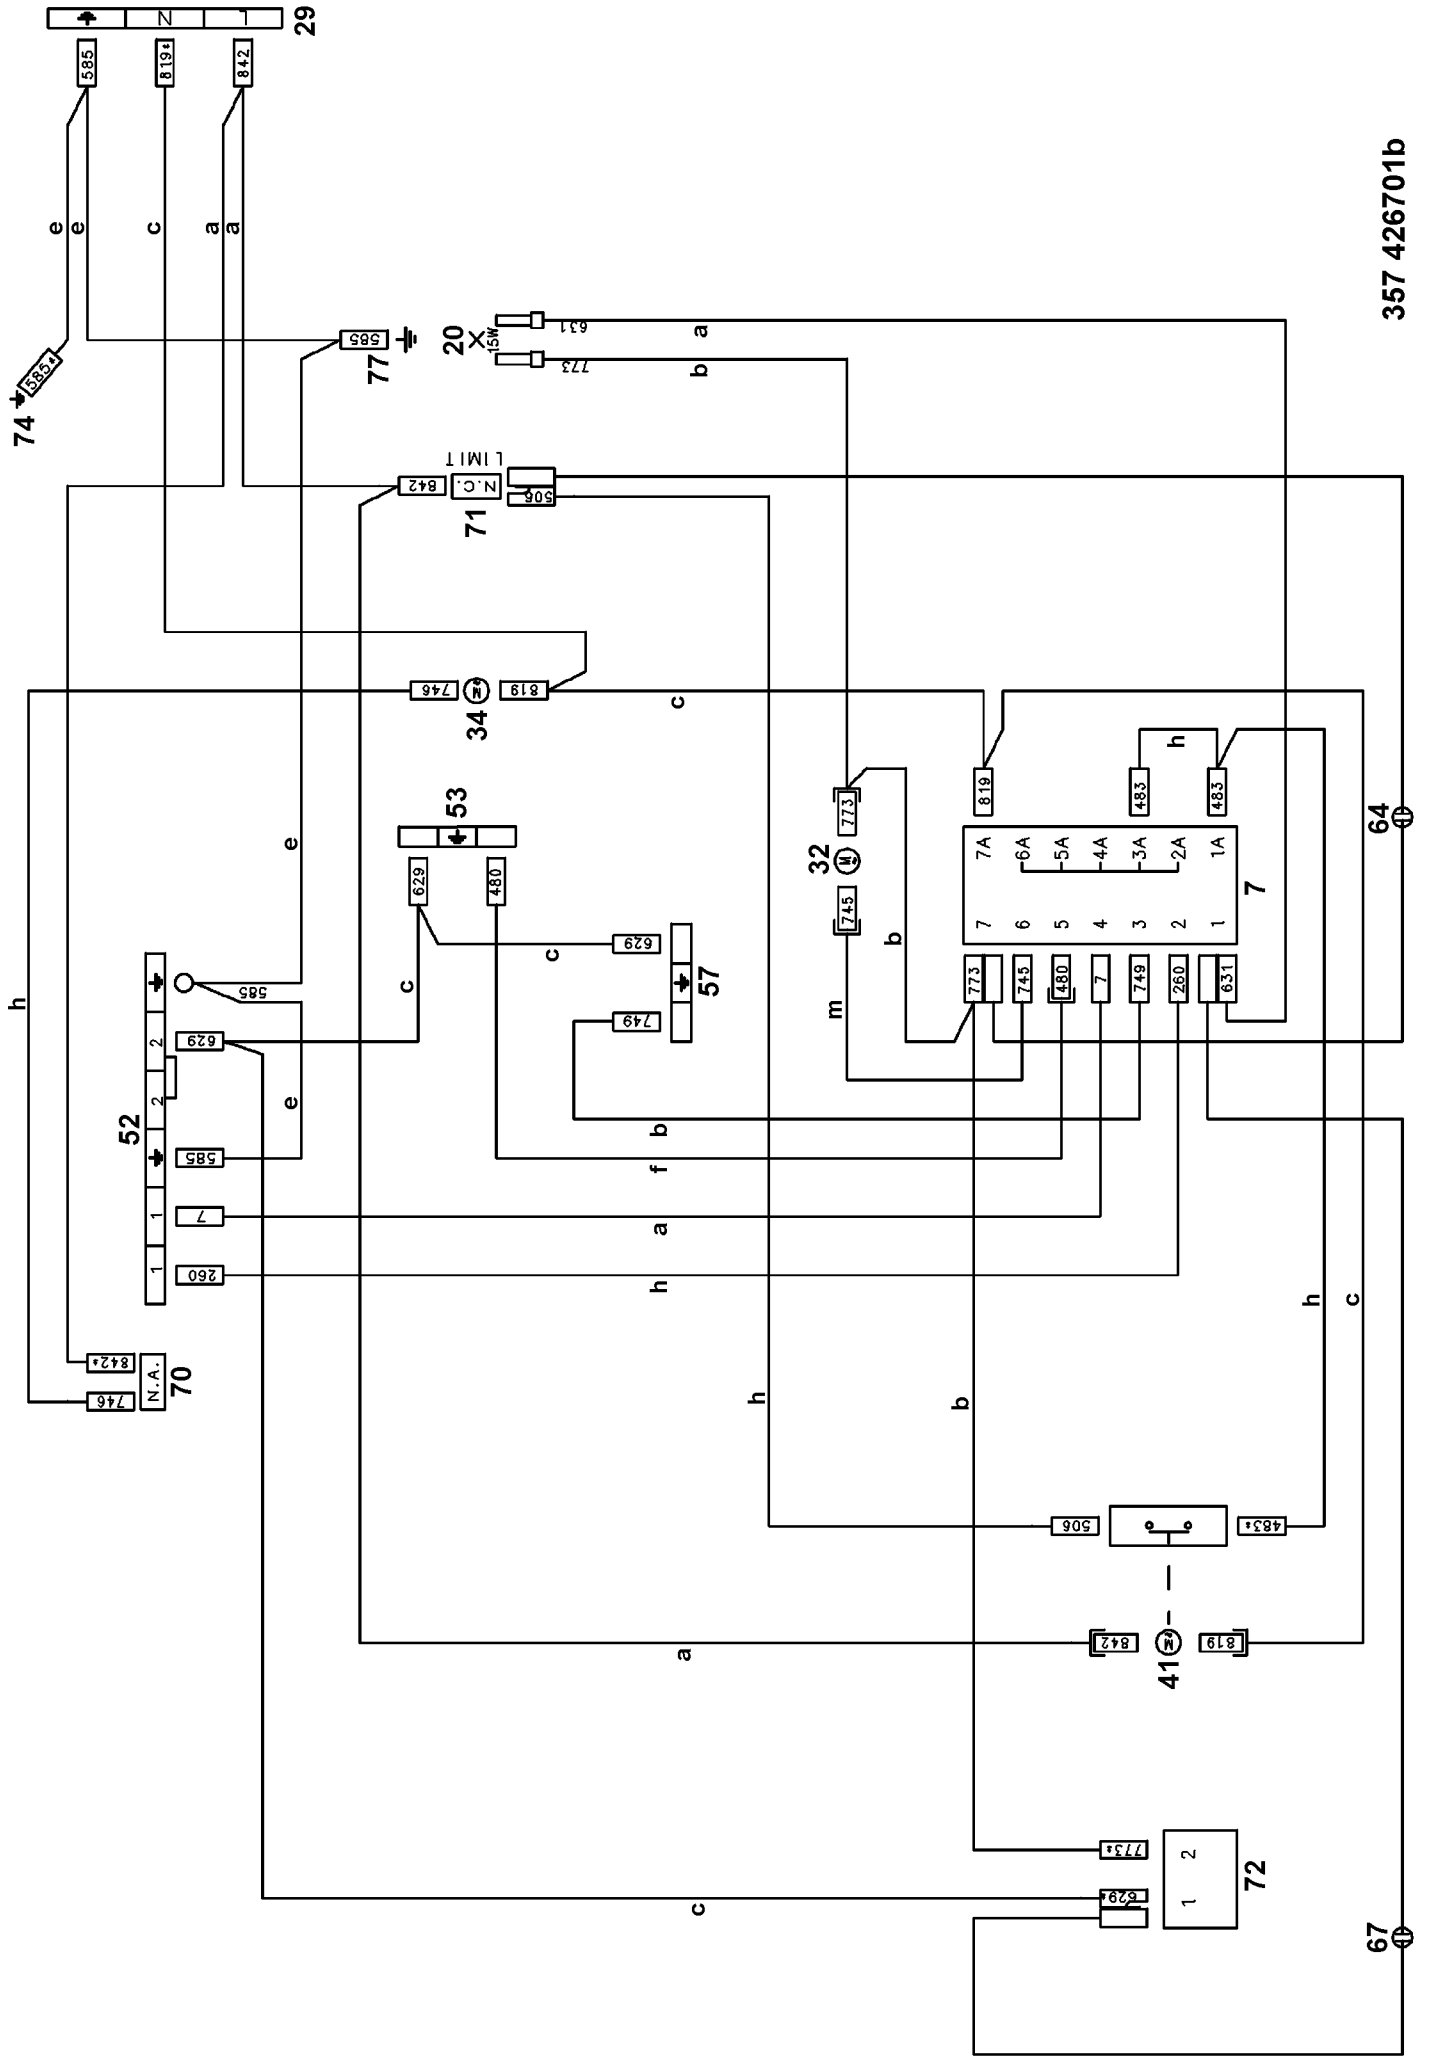 N
L
29
585
819*
842
e
e
c
a
a
357 426701b
585*
74
585
77
20
15W
631
a
773
b
LIMIT
842
N.C.
71
506
h
746
M
34
819
c
h
483
483
819
773
32
M
745
53
629
480
e
c
c
629
57
749
b
m
64
7A
6A
5A
4A
3A
2A
1A
7
6
5
4
3
2
1
7
773
745
480
7
749
260
631
585
2
629
2
52
e
585
1
7
1
260
b
f
a
h
842*
746
N.A.
70
h
b
h
c
506
483*
a
842
M
41
819
c
773*
629*
2
1
72
67